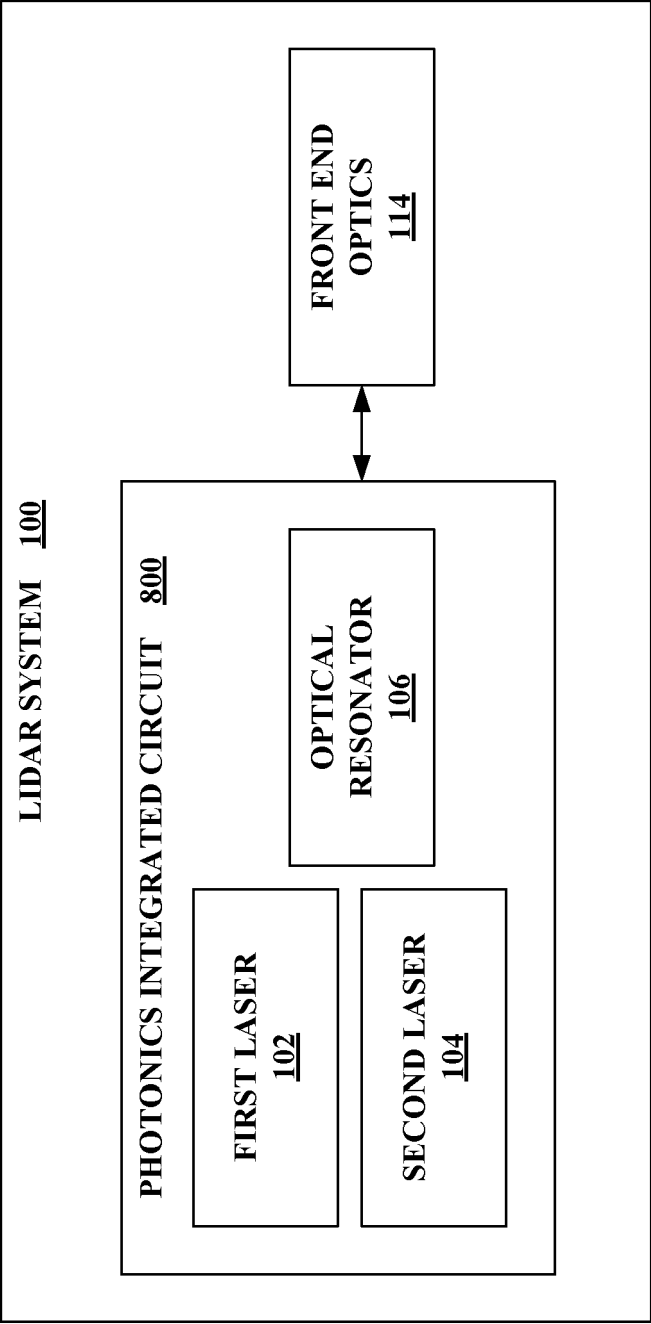 LIDAR SYSTEM 100
PHOTONICS INTEGRATED CIRCUIT 800
FIRST LASER
102
SECOND LASER
104
OPTICAL
RESONATOR
106
FRONT END
OPTICS
114